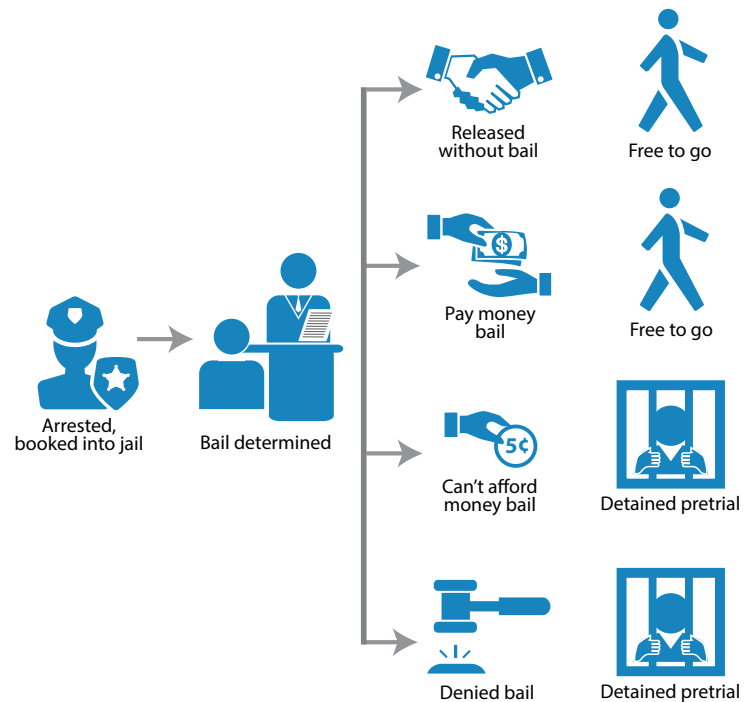 Arrested,
booked into jail
Bail determined
Released
without bail
Free to go
$
Pay money
bail
Free to go
5¢
Can't afford
money bail
Detained pretrial
Denied bail
Detained pretrial